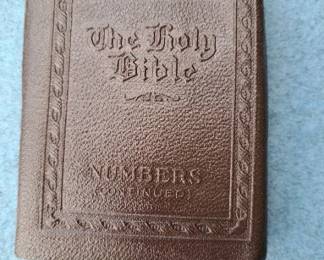 The Holy
Bible
NUMBERS
(CONTINUED)